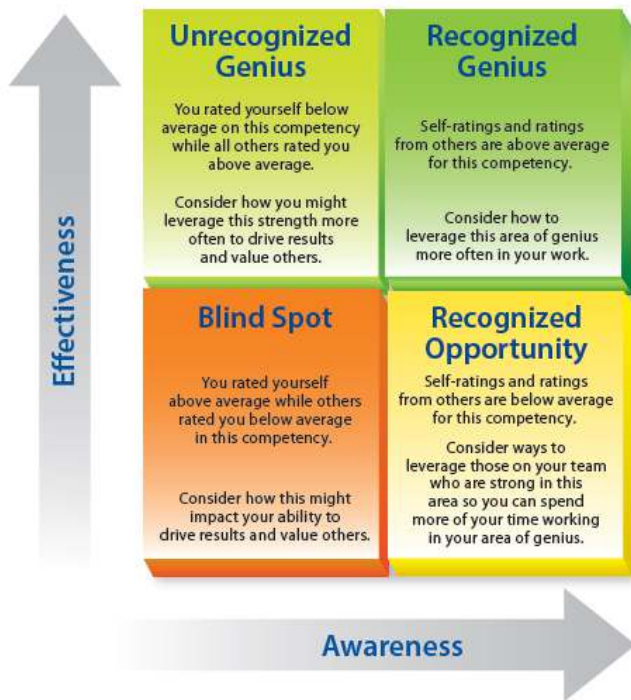 Unrecognized
Genius
You rated yourself below
average on this competency
while all others rated you
above average.
Consider how you might
leverage this strength more
often to drive results
and value others.
Recognized
Genius
Self-ratings and ratings
from others are above average
for this competency.
Consider how to
leverage this area of genius
more often in your work.
Blind Spot
You rated yourself
above average while others
rated you below average
in this competency.
Consider how this might
impact your ability to
drive results and value others.
Recognized
Opportunity
Self-ratings and ratings
from others are below average
for this competency.
Consider ways to
leverage those on your team
who are strong in this
area so you can spend
more of your time working
in your area of genius.
Effectiveness
Awareness